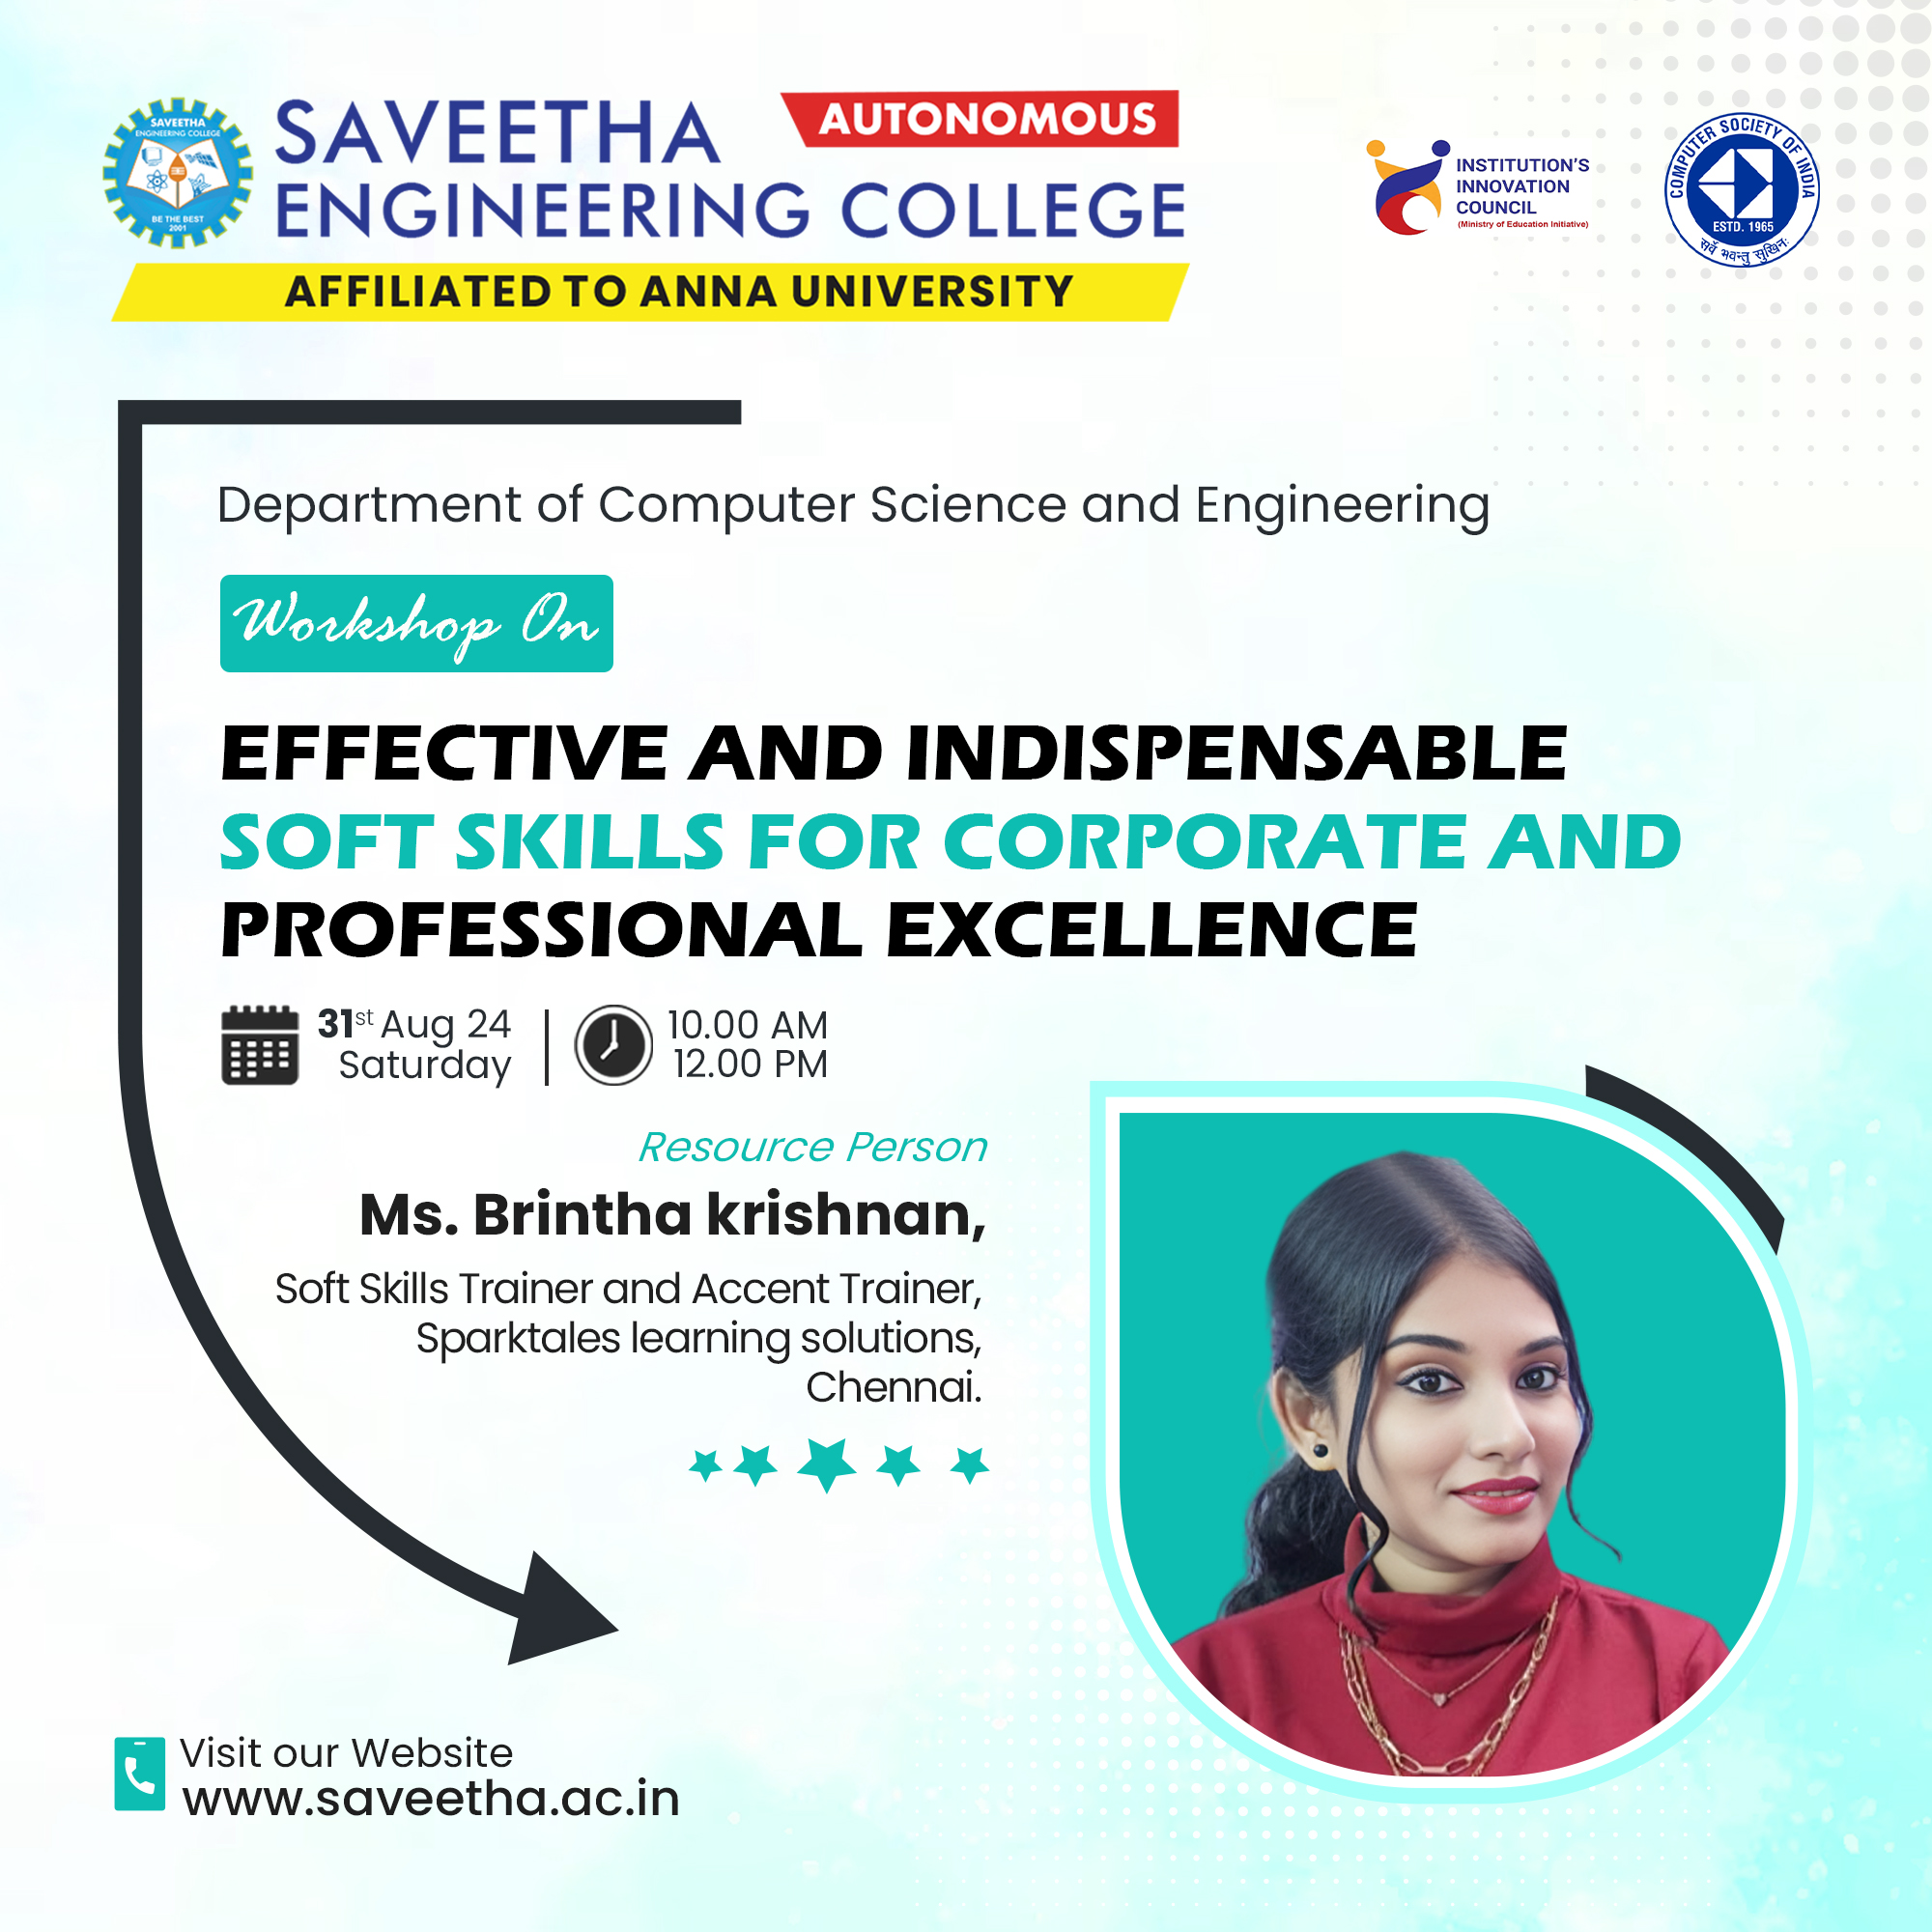 SAVEETHA
ENGINEERING COLLEGE
BE THE BEST
2001
SAVEETHA
AUTONOMOUS
ENGINEERING COLLEGE
AFFILIATED TO ANNA UNIVERSITY
INSTITUTION'S
INNOVATION
COUNCIL
(Ministry of Education Initiative)
COMPUTER SOCIETY OF INDIA
ESTD. 1965
सर्वे भवन्तु सुखिनः
Department of Computer Science and Engineering
Workshop On
EFFECTIVE AND INDISPENSABLE
SOFT SKILLS FOR CORPORATE AND
PROFESSIONAL EXCELLENCE
31st Aug 24
Saturday
10.00 AM
12.00 PM
Resource Person
Ms. Brintha krishnan,
Soft Skills Trainer and Accent Trainer,
Sparktales learning solutions,
Chennai.
Visit our Website
www.saveetha.ac.in